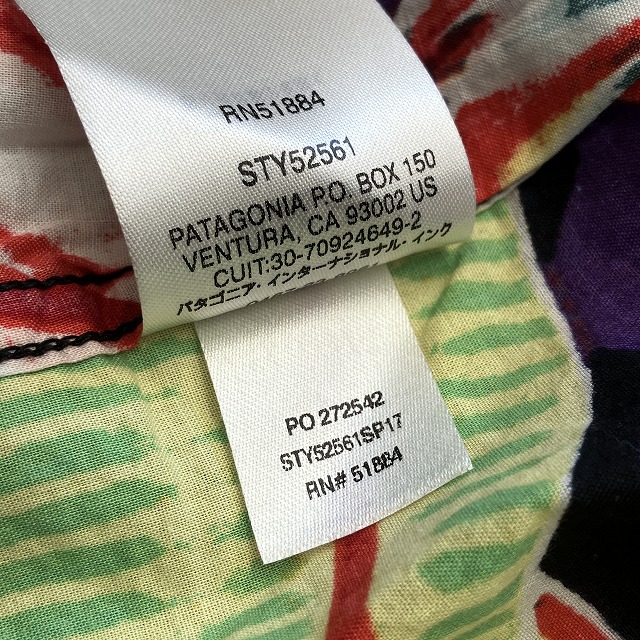 RN51884
STY52561
PATAGONIA P.O. BOX 150
VENTURA, CA 93002 US
CUIT:30-70924649-2
パタゴニア・インターナショナル・インク
PO 272542
STY52561SP17
RN# 51884